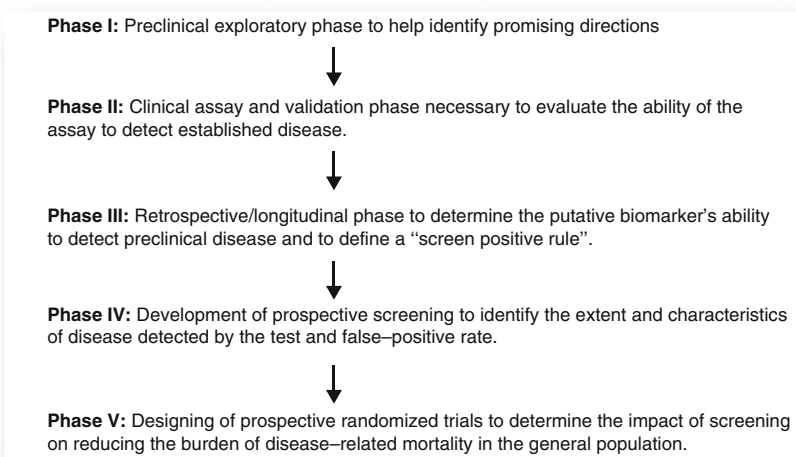 Phase I: Preclinical exploratory phase to help identify promising directions
Phase II: Clinical assay and validation phase necessary to evaluate the ability of the
assay to detect established disease.
Phase III: Retrospective/longitudinal phase to determine the putative biomarker's ability
to detect preclinical disease and to define a "screen positive rule".
Phase IV: Development of prospective screening to identify the extent and characteristics
of disease detected by the test and false–positive rate.
Phase V: Designing of prospective randomized trials to determine the impact of screening
on reducing the burden of disease–related mortality in the general population.